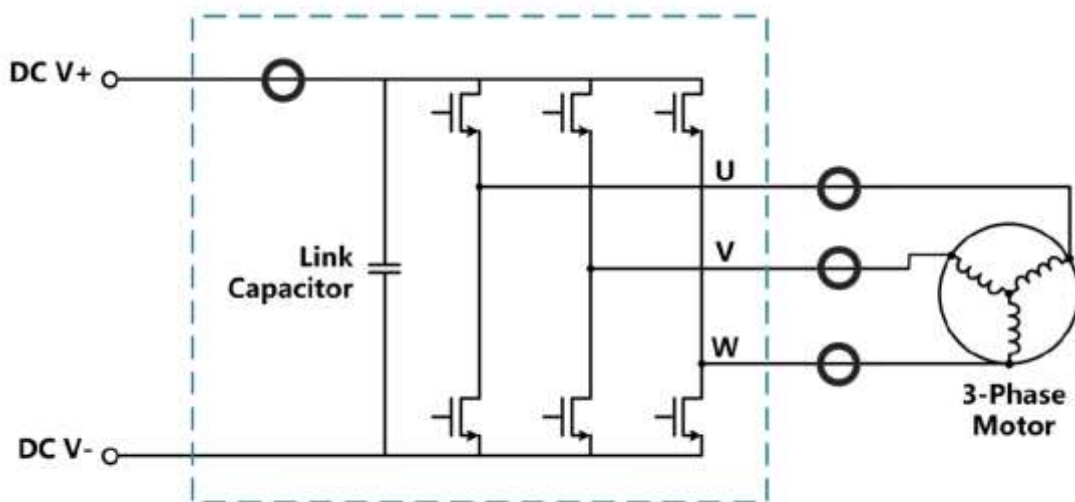 DC V+
U
V
Link
Capacitor
W
3-Phase
Motor
DC V-